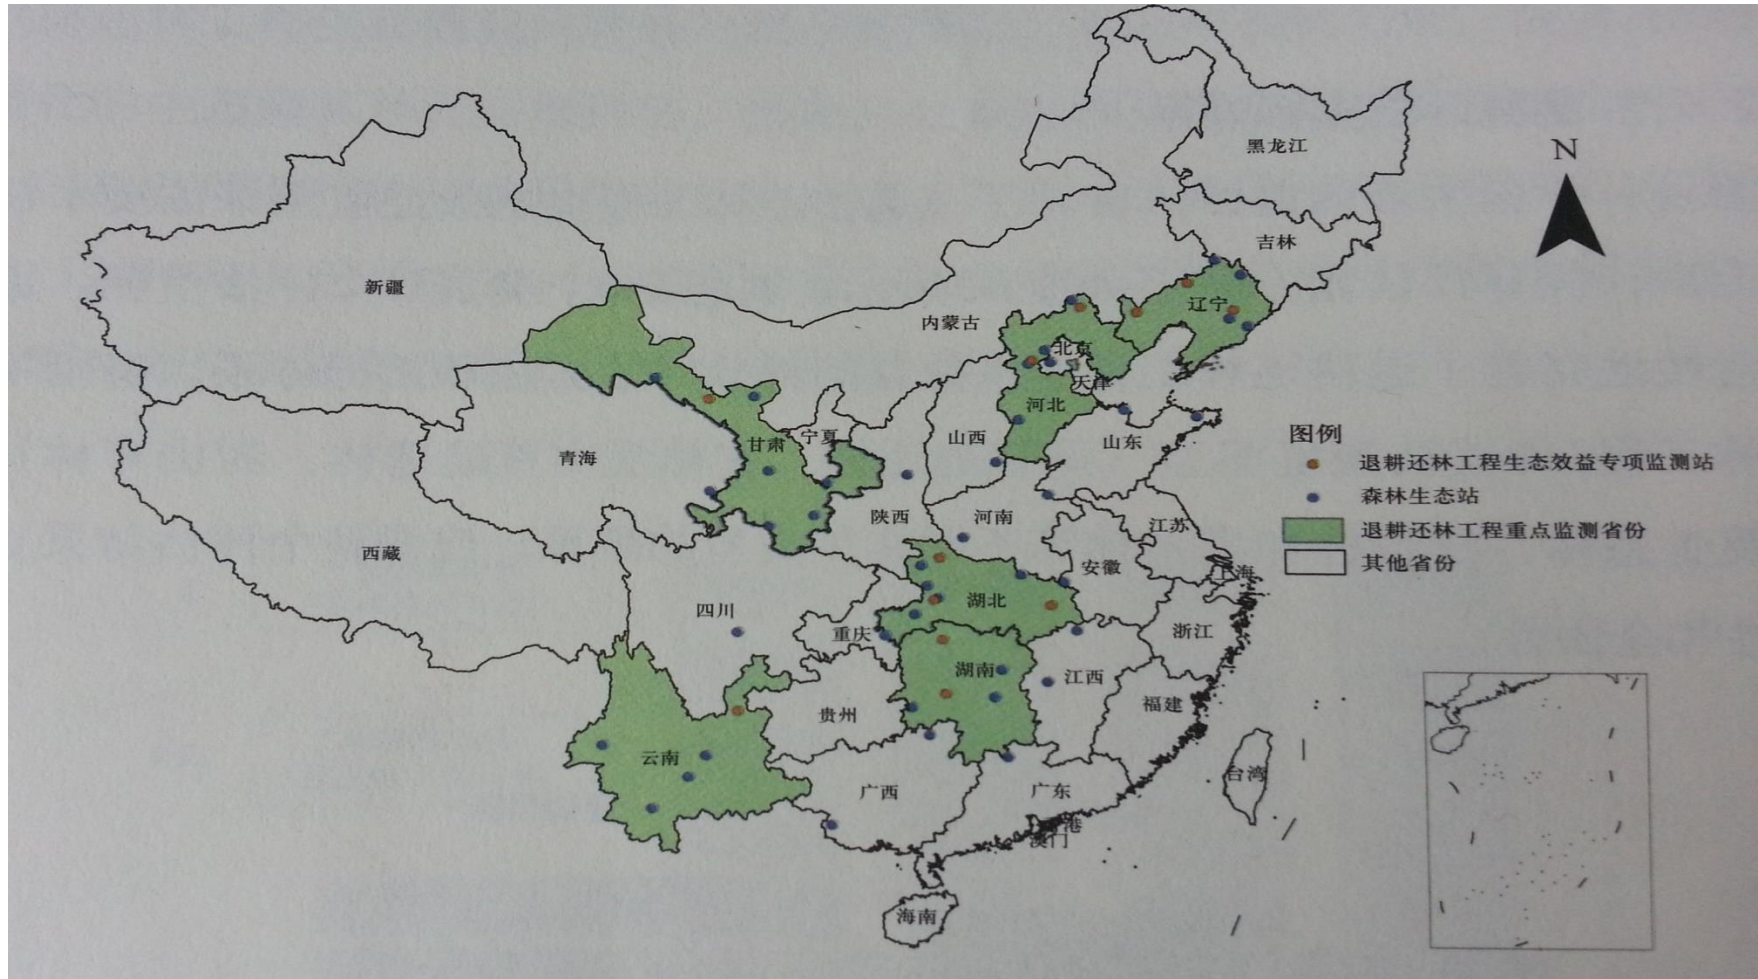 黑龙江
N
吉林
新疆
辽宁
内蒙古
北京
天津
河北
图例
宁夏
山西
山东
甘肃
青海
退耕还林工程生态效益专项监测站
森林生态站
陕西
河南
江苏
退耕还林工程重点监测省份
西藏
安徽
上海
其他省份
湖北
四川
重庆
浙江
湖南
江西
贵州
福建
云南
台湾
广西
广东
香港
澳门
海南